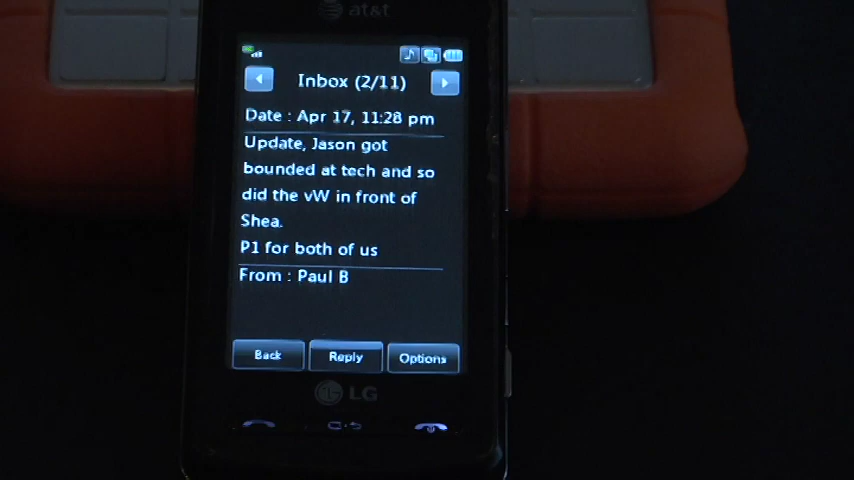 at&t
Inbox (2/11)
Date : Apr 17, 11:28 pm
Update, Jason got
bounded at tech and so
did the vW in front of
Shea.
P1 for both of us
From : Paul B
Back Reply Options
LG